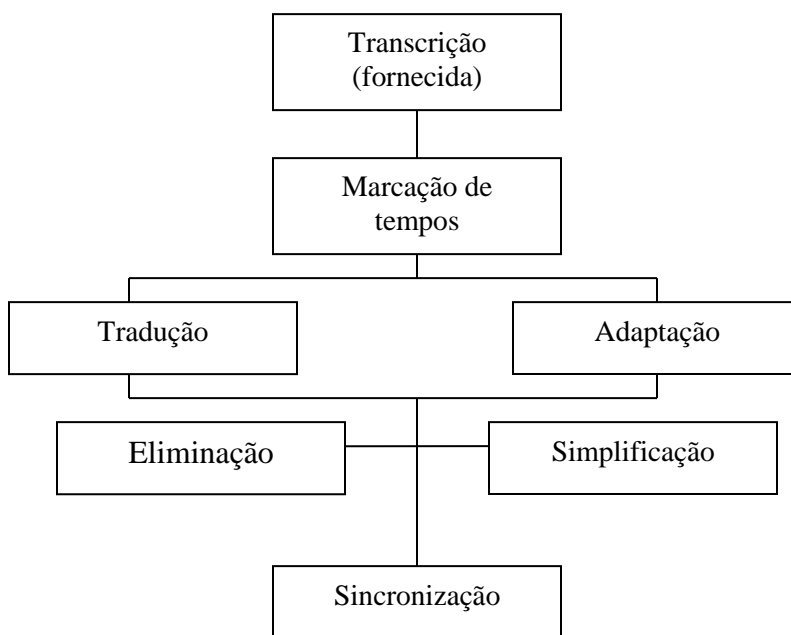 Transcrição
(fornecida)
Marcação de
tempos
Tradução
Adaptação
Eliminação
Simplificação
Sincronização